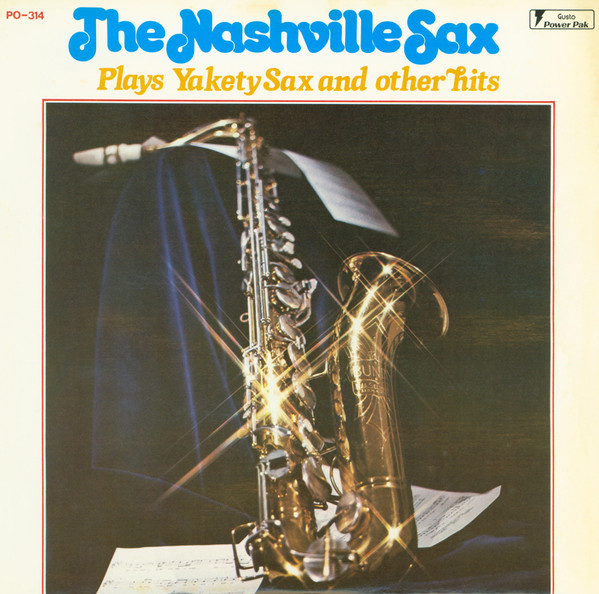 PO-314
The Nashville Sax
Gusto
Power Pak
Plays Yakety Sax and other hits